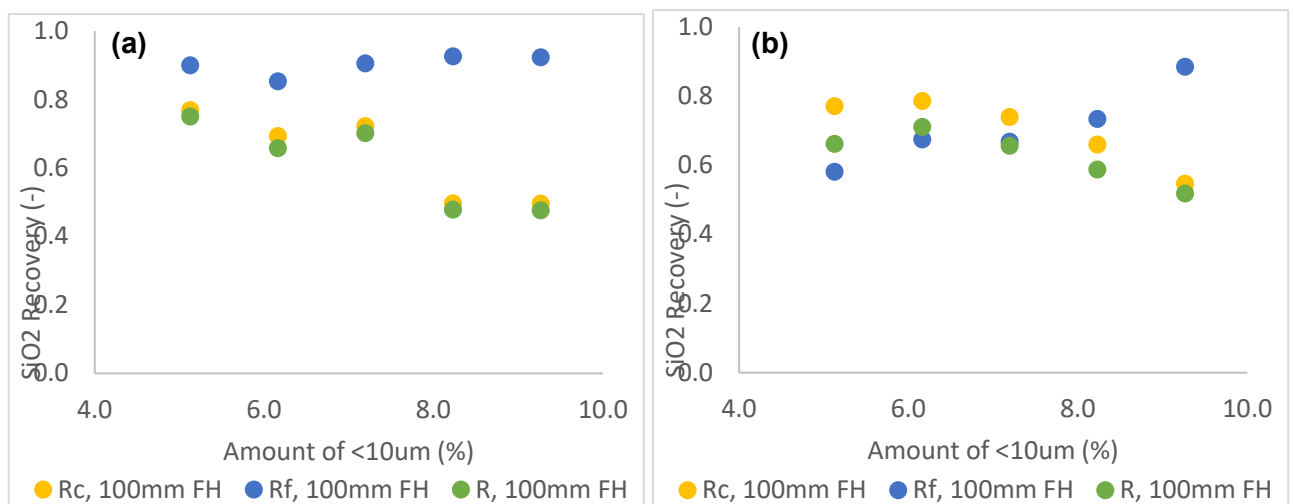 (a)
1.0
0.8
0.6
0.4
0.2
0.0
SiO2 Recovery (-)
4.0 6.0 8.0 10.0
Amount of <10um (%)
Rc, 100mm FH Rf, 100mm FH R, 100mm FH
(b)
1.0
0.8
0.6
0.4
0.2
0.0
SiO2 Recovery (-)
4.0 6.0 8.0 10.0
Amount of <10um (%)
Rc, 100mm FH Rf, 100mm FH R, 100mm FH